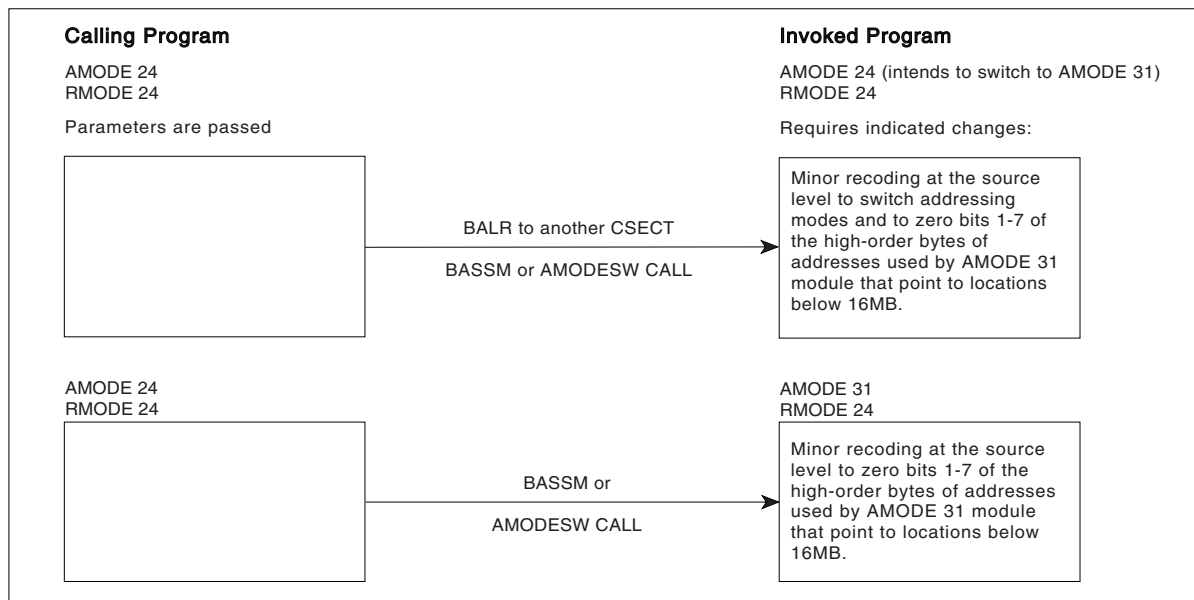 Calling Program
AMODE 24
RMODE 24
Parameters are passed
Invoked Program
AMODE 24 (intends to switch to AMODE 31)
RMODE 24
Requires indicated changes:
BALR to another CSECT
BASSM or AMODESW CALL
Minor recoding at the source
level to switch addressing
modes and to zero bits 1-7 of
the high-order bytes of
addresses used by AMODE 31
module that point to locations
below 16MB.
AMODE 24
RMODE 24
AMODE 31
RMODE 24
BASSM or
AMODESW CALL
Minor recoding at the source
level to zero bits 1-7 of the
high-order bytes of addresses
used by AMODE 31 module
that point to locations below
16MB.